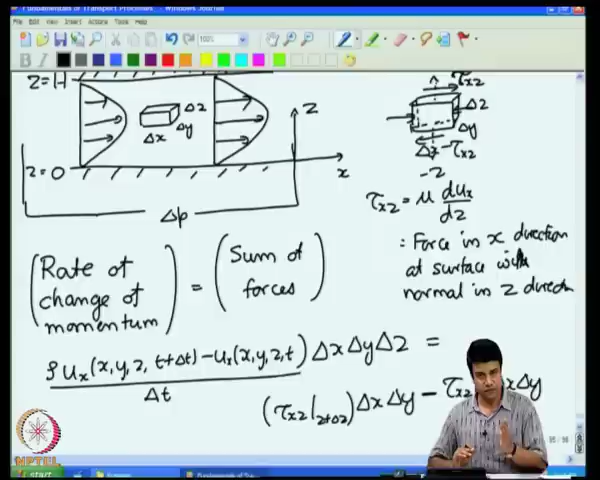 Fundamentals of Transport Processes - Windows Journal
File Edit View Insert Actions Tools Help
100%
B I
z=H
Δz
Δy
Δx
z
x
z=0
Δp
τxz
Δz
Δy
Δx -τxz
-z
τxz = μ dux/dz
: Force in x direction
at surface with
normal in z direction
(Rate of change of momentum) = (Sum of forces)
ρ ux(x,y,z,t+Δt) - ux(x,y,z,t) / Δt ΔxΔyΔz =
(τxz|z+Δz) ΔxΔy - τxz ΔxΔy
NPTEL
start